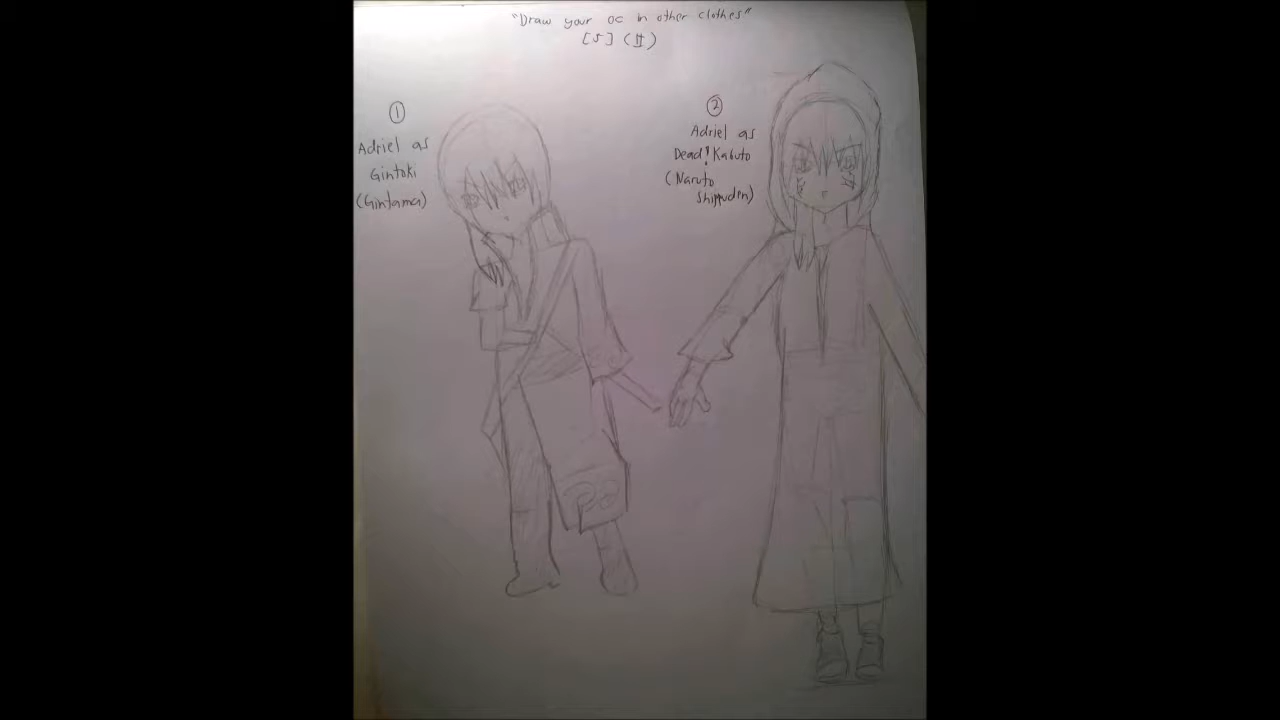 "Draw your oc in other clothes"
[5] (II)
1
Adriel as
Gintoki
(Gintama)
2
Adriel as
Dead! Kabuto
(Naruto
Shippuden)